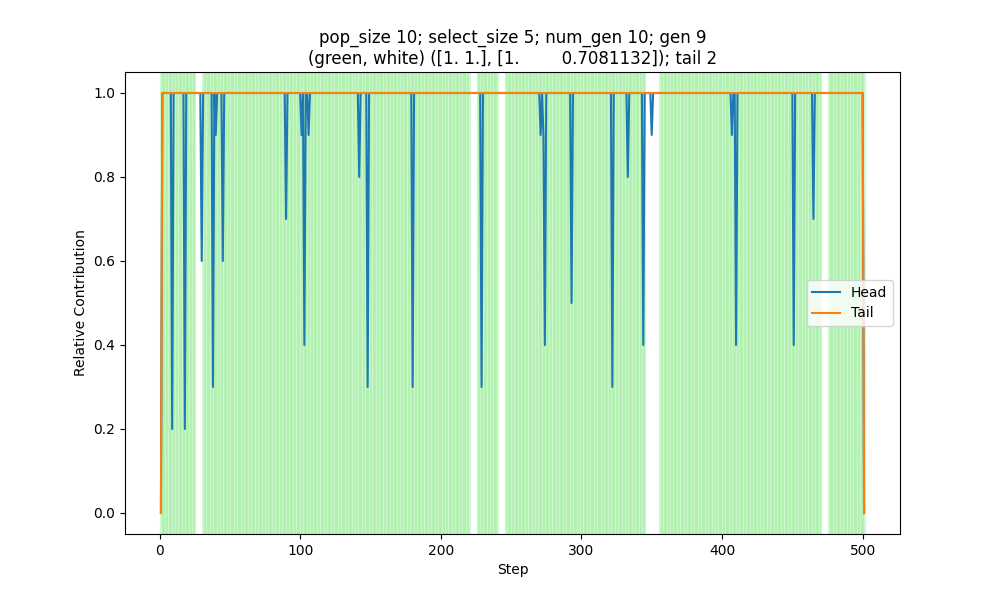 pop_size 10; select_size 5; num_gen 10; gen 9
(green, white) ([1. 1.], [1.        0.7081132]); tail 2
Relative Contribution
1.0
0.8
0.6
0.4
0.2
0.0
Head
Tail
0
100
200
300
400
500
Step